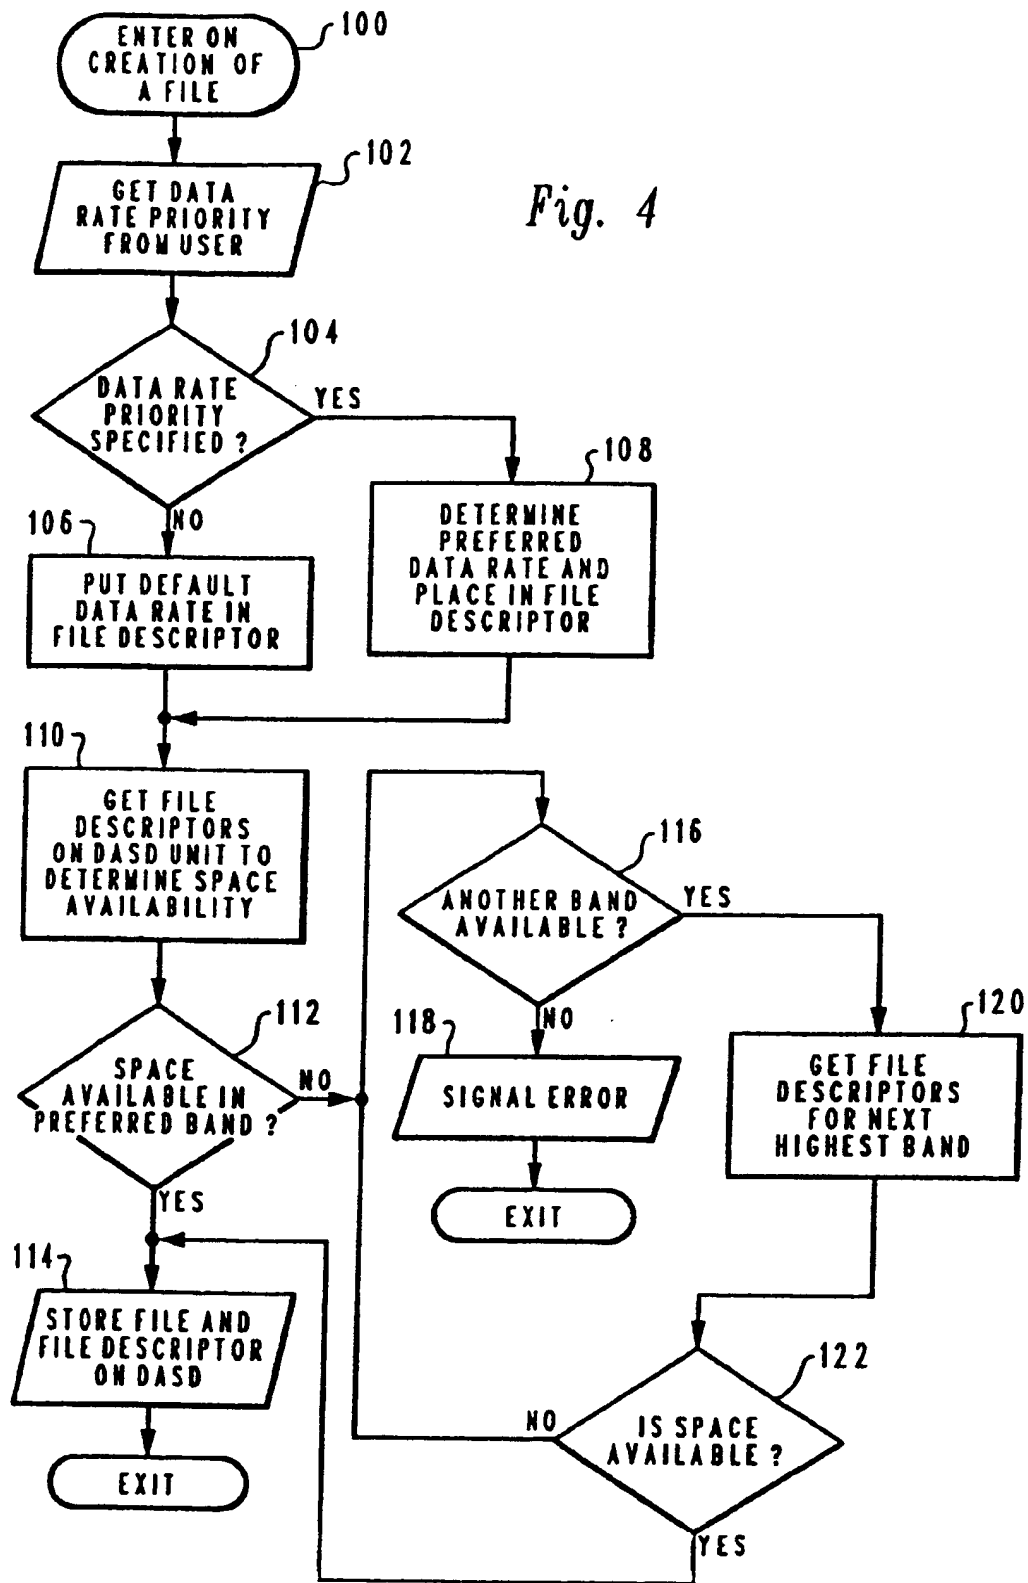 ENTER ON
CREATION OF
A FILE
100
GET DATA
RATE PRIORITY
FROM USER
102
Fig. 4
DATA RATE
PRIORITY
SPECIFIED ?
104
YES
NO
106
PUT DEFAULT
DATA RATE IN
FILE DESCRIPTOR
108
DETERMINE
PREFERRED
DATA RATE AND
PLACE IN FILE
DESCRIPTOR
110
GET FILE
DESCRIPTORS
ON DASD UNIT TO
DETERMINE SPACE
AVAILABILITY
112
SPACE
AVAILABLE IN
PREFERRED BAND ?
NO
YES
114
STORE FILE AND
FILE DESCRIPTOR
ON DASD
EXIT
116
ANOTHER BAND
AVAILABLE ?
YES
NO
118
SIGNAL ERROR
EXIT
120
GET FILE
DESCRIPTORS
FOR NEXT
HIGHEST BAND
122
IS SPACE
AVAILABLE ?
NO
YES